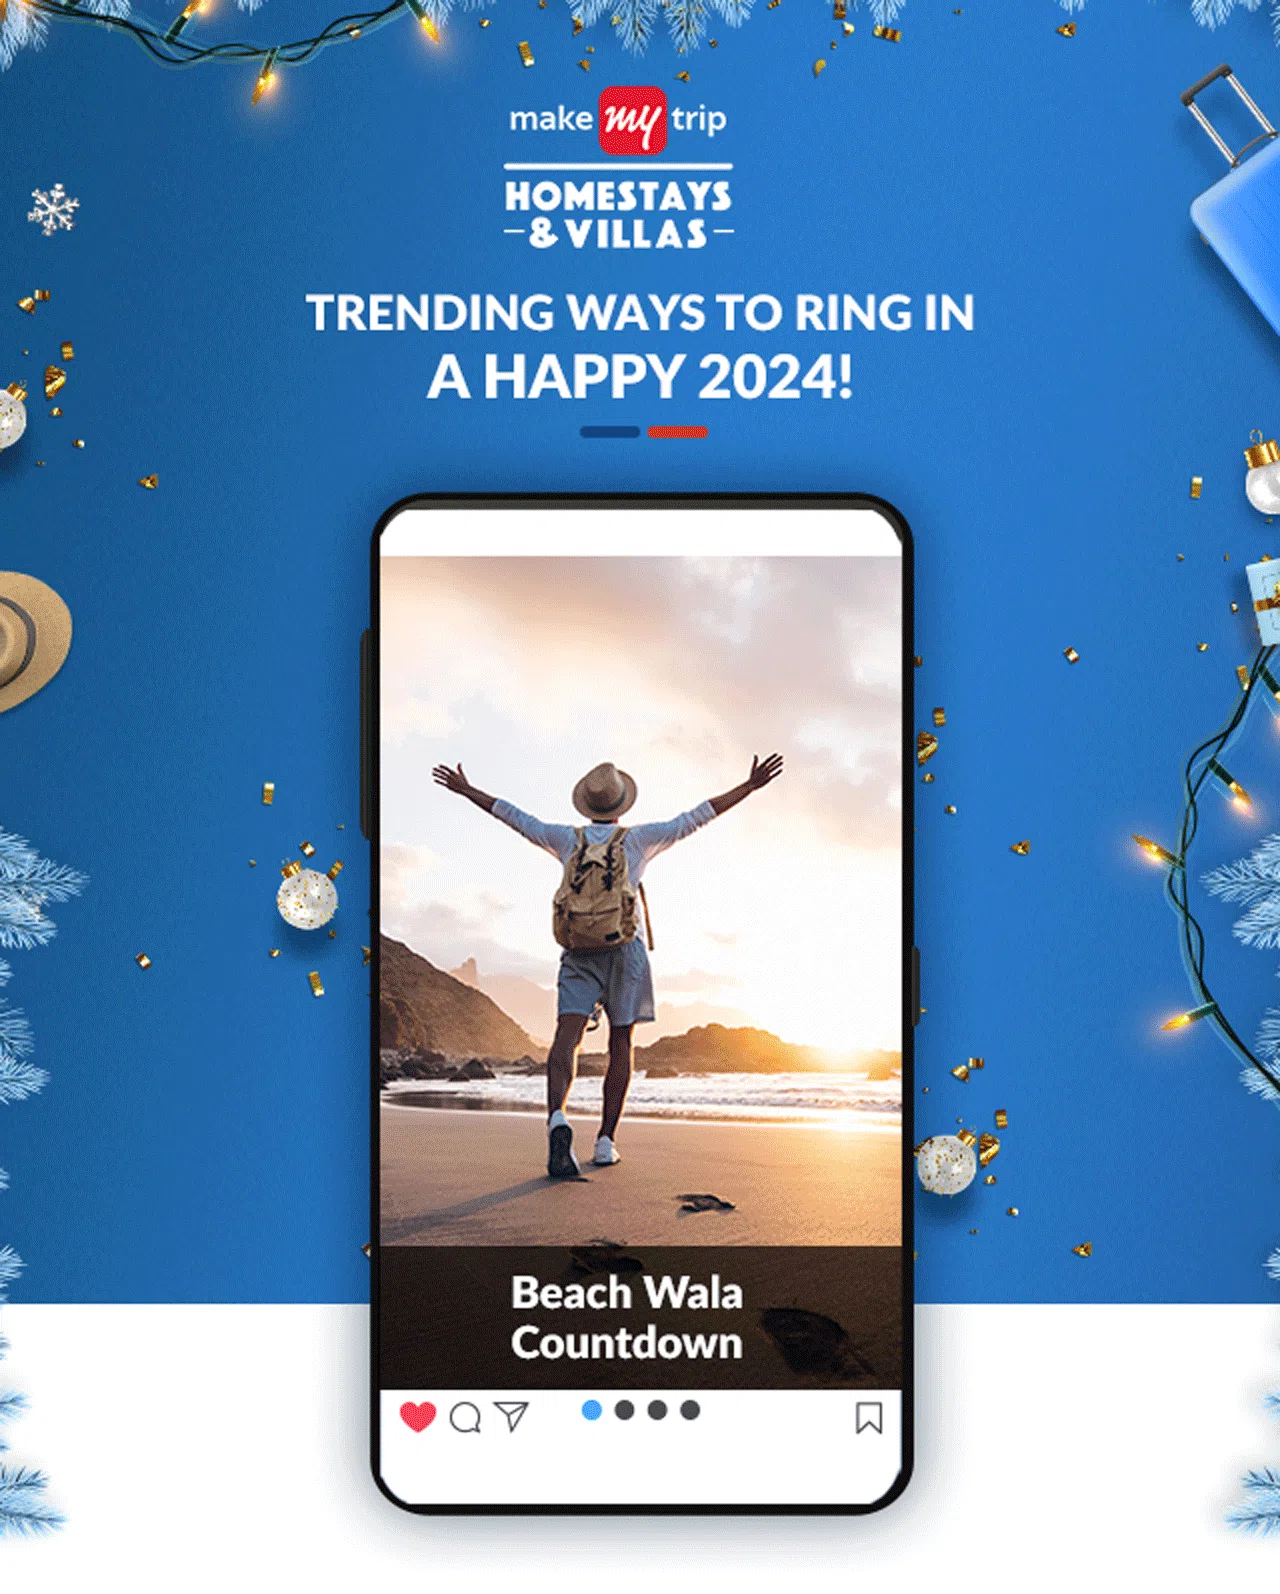 make my trip
HOMESTAYS
& VILLAS
TRENDING WAYS TO RING IN
A HAPPY 2024!
Beach Wala
Countdown